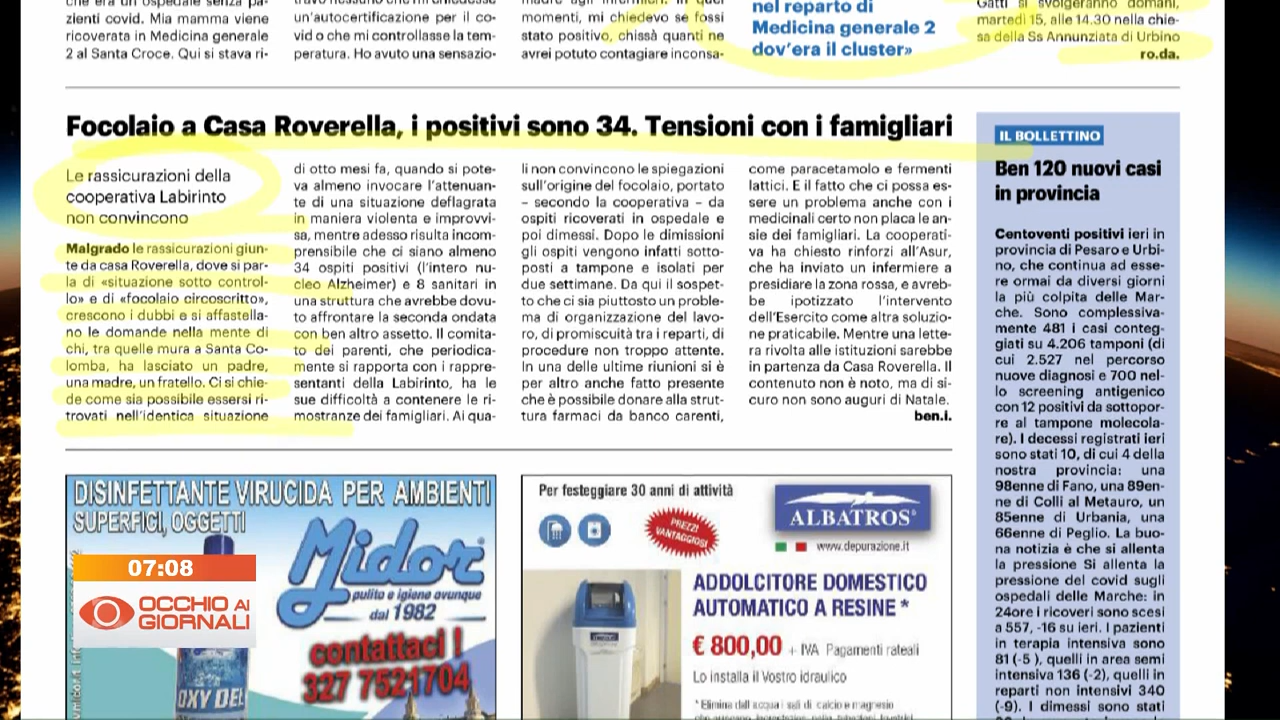 che era un ospedale senza pa-
zienti covid. Mia mamma viene
ricoverata in Medicina generale
2 al Santa Croce. Qui si stava ri-
un'autocertificazione per il co-
vid o che mi controllasse la tem-
peratura. Ho avuto una sensazio-
momenti, mi chiedevo se fossi
stato positivo, chissà quanti ne
avrei potuto contagiare inconsa-
nel reparto di
Medicina generale 2
dov'era il cluster»
Gatti si svolgeranno domani,
martedì 15, alle 14.30 nella chie-
sa della Ss Annunziata di Urbino
ro.da.
Focolaio a Casa Roverella, i positivi sono 34. Tensioni con i famigliari
Le rassicurazioni della
cooperativa Labirinto
non convincono
Malgrado le rassicurazioni giun-
te da casa Roverella, dove si par-
la di «situazione sotto control-
lo» e di «focolaio circoscritto»,
crescono i dubbi e si affastella-
no le domande nella mente di
chi, tra quelle mura a Santa Co-
lomba, ha lasciato un padre,
una madre, un fratello. Ci si chie-
de come sia possibile essersi ri-
trovati nell'identica situazione
di otto mesi fa, quando si pote-
va almeno invocare l'attenuan-
te di una situazione deflagrata
in maniera violenta e improvvi-
sa, mentre adesso risulta incom-
prensibile che ci siano almeno
34 ospiti positivi (l'intero nu-
cleo Alzheimer) e 8 sanitari in
una struttura che avrebbe dovu-
to affrontare la seconda ondata
con ben altro assetto. Il comita-
to dei parenti, che periodica-
mente si rapporta con i rappre-
sentanti della Labirinto, ha le
sue difficoltà a contenere le ri-
mostranze dei famigliari. Ai qua-
li non convincono le spiegazioni
sull'origine del focolaio, portato
– secondo la cooperativa – da
ospiti ricoverati in ospedale e
poi dimessi. Dopo le dimissioni
gli ospiti vengono infatti sotto-
posti a tampone e isolati per
due settimane. Da qui il sospet-
to che ci sia piuttosto un proble-
ma di organizzazione del lavo-
ro, di promiscuità tra i reparti, di
procedure non troppo attente.
In una delle ultime riunioni si è
per altro anche fatto presente
che è possibile donare alla strut-
tura farmaci da banco carenti,
come paracetamolo e fermenti
lattici. E il fatto che ci possa es-
sere un problema anche con i
medicinali certo non placa le an-
sie dei famigliari. La cooperati-
va ha chiesto rinforzi all'Asur,
che ha inviato un infermiere a
presidiare la zona rossa, e avreb-
be ipotizzato l'intervento
dell'Esercito come altra soluzio-
ne praticabile. Mentre una lette-
ra rivolta alle istituzioni sarebbe
in partenza da Casa Roverella. Il
contenuto non è noto, ma di si-
curo non sono auguri di Natale.
ben.i.
IL BOLLETTINO
Ben 120 nuovi casi
in provincia
Centoventi positivi ieri in
provincia di Pesaro e Urbi-
no, che continua ad esse-
re ormai da diversi giorni
la più colpita delle Mar-
che. Sono complessiva-
mente 481 i casi conteg-
giati su 4.206 tamponi (di
cui 2.527 nel percorso
nuove diagnosi e 700 nel-
lo screening antigenico
con 12 positivi da sottopor-
re al tampone molecola-
re). I decessi registrati ieri
sono stati 10, di cui 4 della
nostra provincia: una
98enne di Fano, una 89en-
ne di Colli al Metauro, un
85enne di Urbania, una
66enne di Peglio. La buo-
na notizia è che si allenta
la pressione Si allenta la
pressione del covid sugli
ospedali delle Marche: in
24ore i ricoveri sono scesi
a 557, -16 su ieri. I pazienti
in terapia intensiva sono
81 (-5 ), quelli in area semi
intensiva 136 (-2), quelli in
reparti non intensivi 340
(-9). I dimessi sono stati
DISINFETTANTE VIRUCIDA PER AMBIENTI
SUPERFICI, OGGETTI
Midor
pulito e igiene ovunque
dal 1982
contattaci !
327 7521704
OXY DEL
07:08
OCCHIO AI
GIORNALI
Per festeggiare 30 anni di attività
PREZZI
VANTAGGIOSI
ALBATROS
www.depurazione.it
ADDOLCITORE DOMESTICO
AUTOMATICO A RESINE *
€ 800,00 + IVA Pagamenti rateali
Lo installa il Vostro idraulico
*Elimina dall'acqua i sali di calcio e magnesio